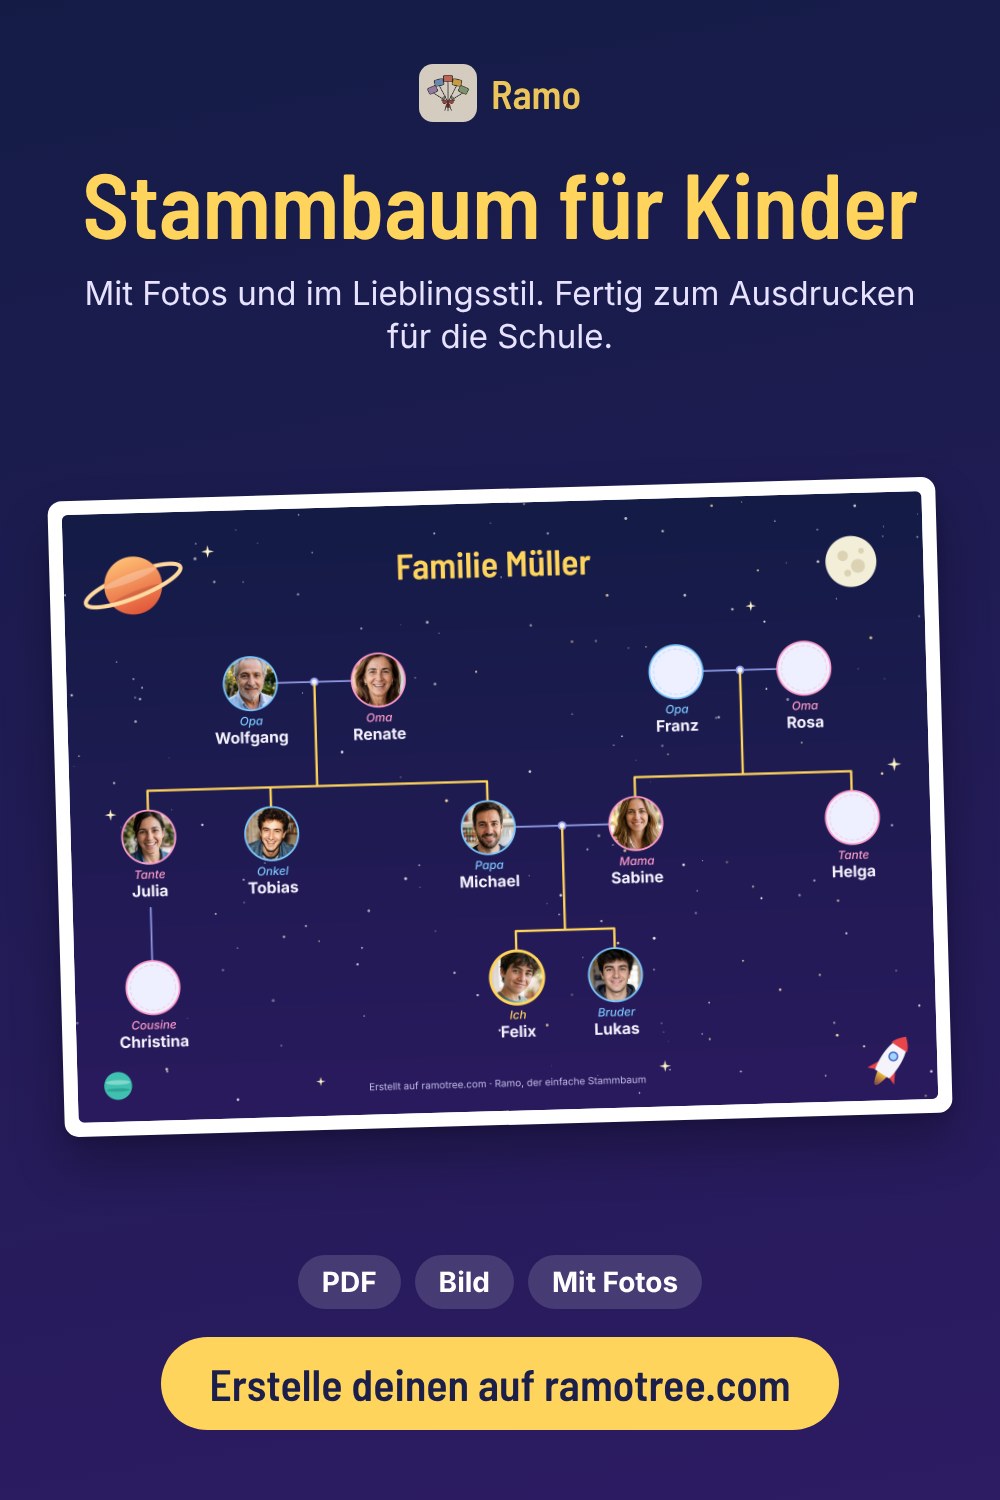 Ramo
Stammbaum für Kinder
Mit Fotos und im Lieblingsstil. Fertig zum Ausdrucken
für die Schule.
Familie Müller
Opa
Wolfgang
Oma
Renate
Opa
Franz
Oma
Rosa
Tante
Julia
Onkel
Tobias
Papa
Michael
Mama
Sabine
Tante
Helga
Cousine
Christina
Ich
Felix
Bruder
Lukas
Erstellt auf ramotree.com · Ramo, der einfache Stammbaum
PDF
Bild
Mit Fotos
Erstelle deinen auf ramotree.com